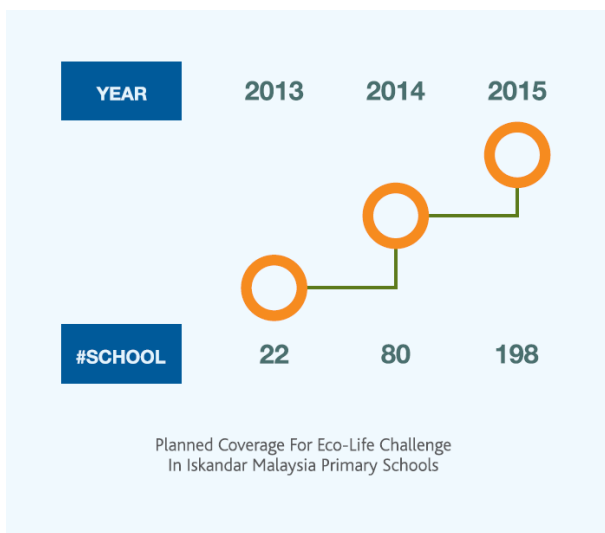 YEAR 2013 2014 2015
#SCHOOL 22 80 198
Planned Coverage For Eco-Life Challenge
In Iskandar Malaysia Primary Schools